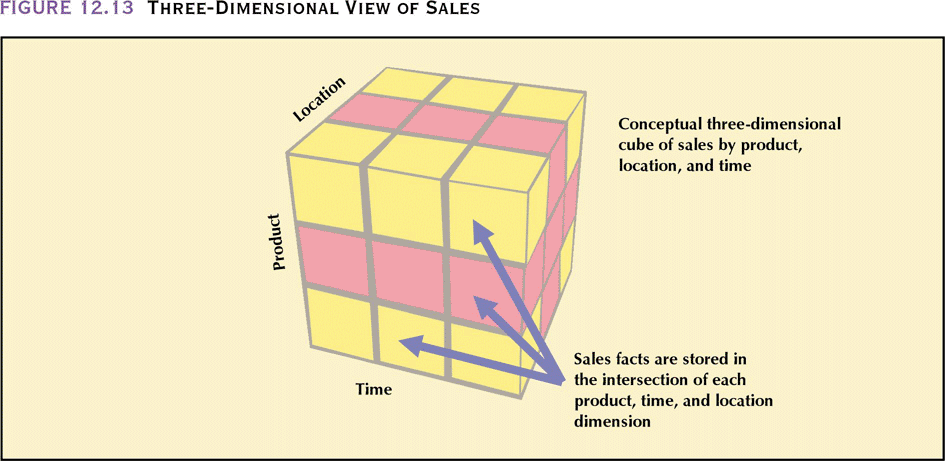 FIGURE 12.13 THREE-DIMENSIONAL VIEW OF SALES
Location
Conceptual three-dimensional
cube of sales by product,
location, and time
Product
Time
Sales facts are stored in
the intersection of each
product, time, and location
dimension